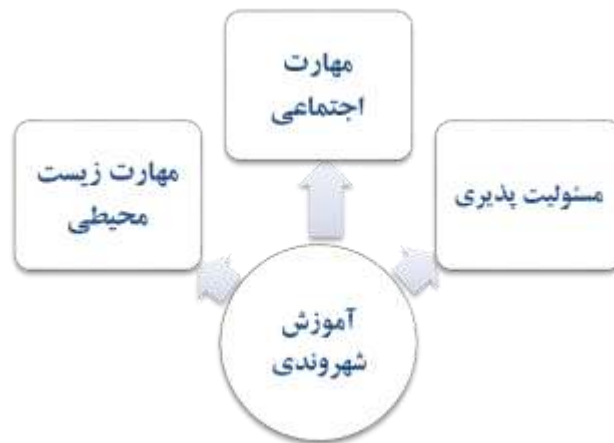 مهارت
اجتماعی
مسئولیت پذیری
مهارت زیست
محیطی
آموزش
شهروندی